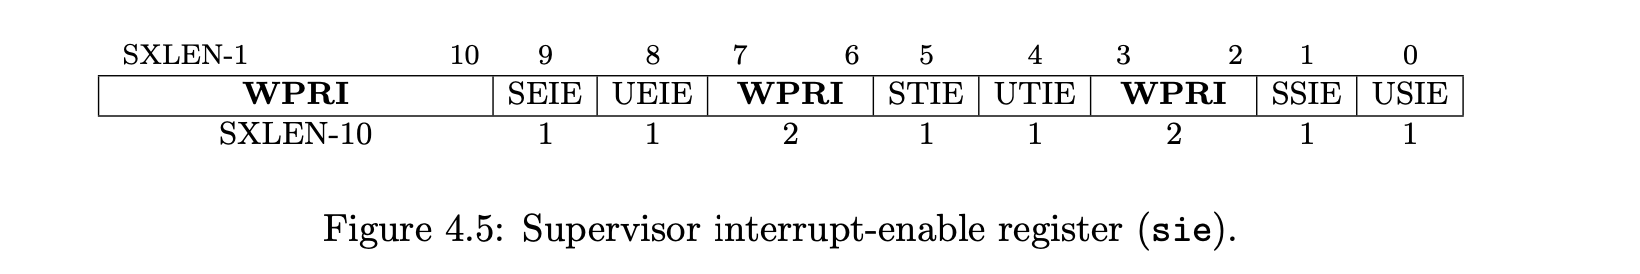 SXLEN-1 10 9 8 7 6 5 4 3 2 1 0
WPRI SEIE UEIE WPRI STIE UTIE WPRI SSIE USIE
SXLEN-10 1 1 2 1 1 2 1 1
Figure 4.5: Supervisor interrupt-enable register (sie).